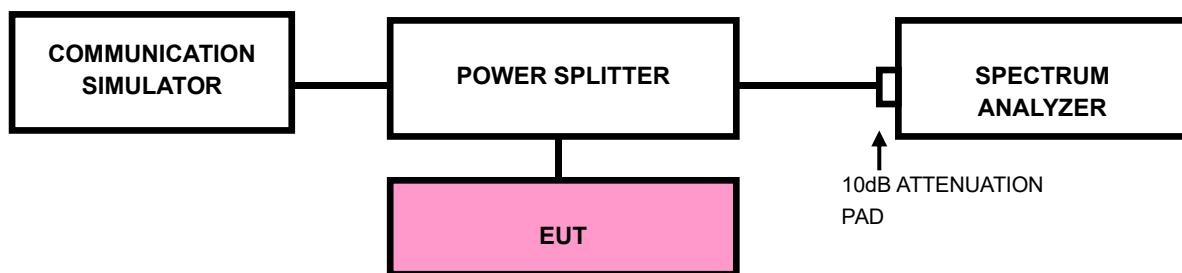 COMMUNICATION
SIMULATOR
POWER SPLITTER
SPECTRUM
ANALYZER
10dB ATTENUATION
PAD
EUT